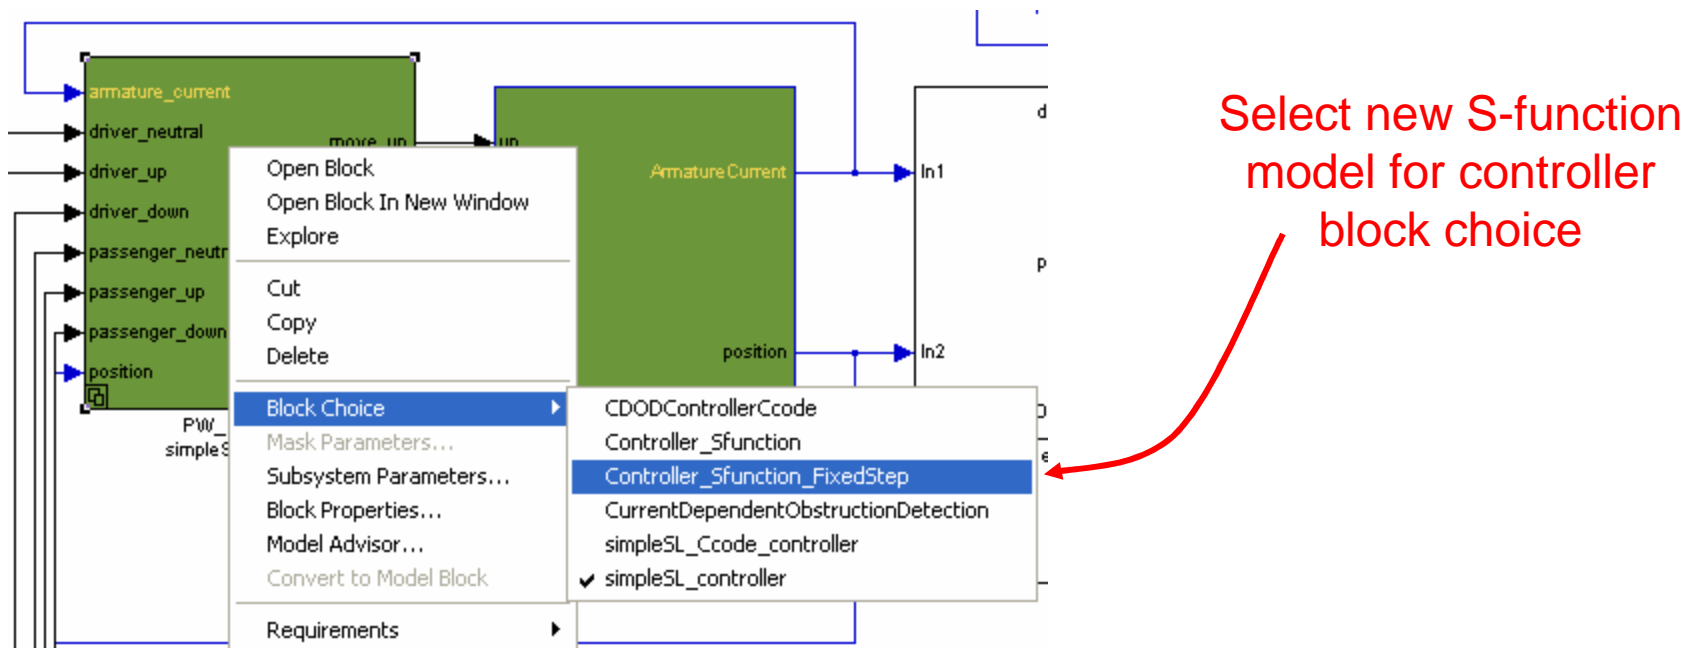 armature_current
driver_neutral
driver_up
driver_down
passenger_neutr
passenger_up
passenger_down
position
PW_
simpleS
move_up
up
ArmatureCurrent
position
In1
In2
d
p
e
Open Block
Open Block In New Window
Explore
Cut
Copy
Delete
Block Choice
Mask Parameters...
Subsystem Parameters...
Block Properties...
Model Advisor...
Convert to Model Block
Requirements
CDODControllerCcode
Controller_Sfunction
Controller_Sfunction_FixedStep
CurrentDependentObstructionDetection
simpleSL_Ccode_controller
simpleSL_controller
Select new S-function
model for controller
block choice